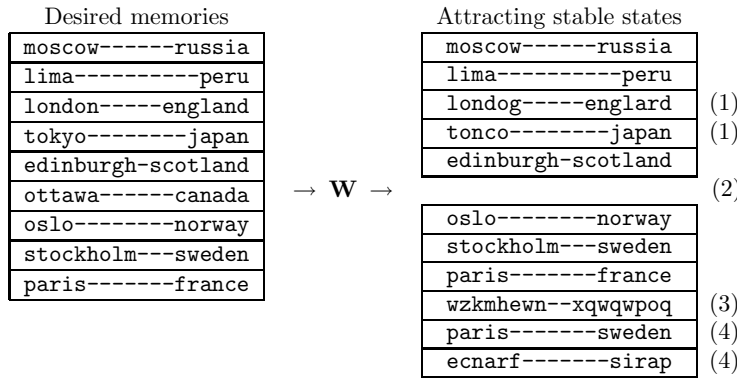 Desired memories
moscow------russia
lima----------peru
london-----england
tokyo--------japan
edinburgh-scotland
ottawa------canada
oslo--------norway
stockholm---sweden
paris-------france
→ W →
Attracting stable states
moscow------russia
lima----------peru
londog-----englard (1)
tonco--------japan (1)
edinburgh-scotland
(2)
oslo--------norway
stockholm---sweden
paris-------france
wzkmhewn--xqwqwpoq (3)
paris-------sweden (4)
ecnarf-------sirap (4)